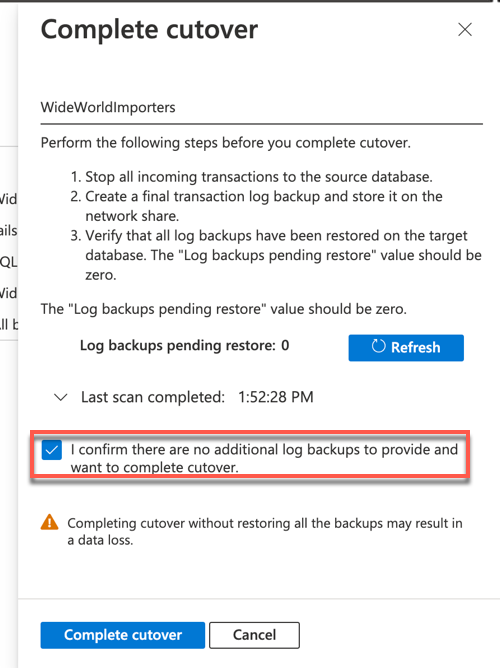 Complete cutover
WideWorldImporters
Perform the following steps before you complete cutover.
1. Stop all incoming transactions to the source database.
2. Create a final transaction log backup and store it on the
network share.
3. Verify that all log backups have been restored on the target
database. The "Log backups pending restore" value should be
zero.
The "Log backups pending restore" value should be zero.
Log backups pending restore: 0
Refresh
Last scan completed: 1:52:28 PM
I confirm there are no additional log backups to provide and
want to complete cutover.
Completing cutover without restoring all the backups may result in
a data loss.
Complete cutover
Cancel